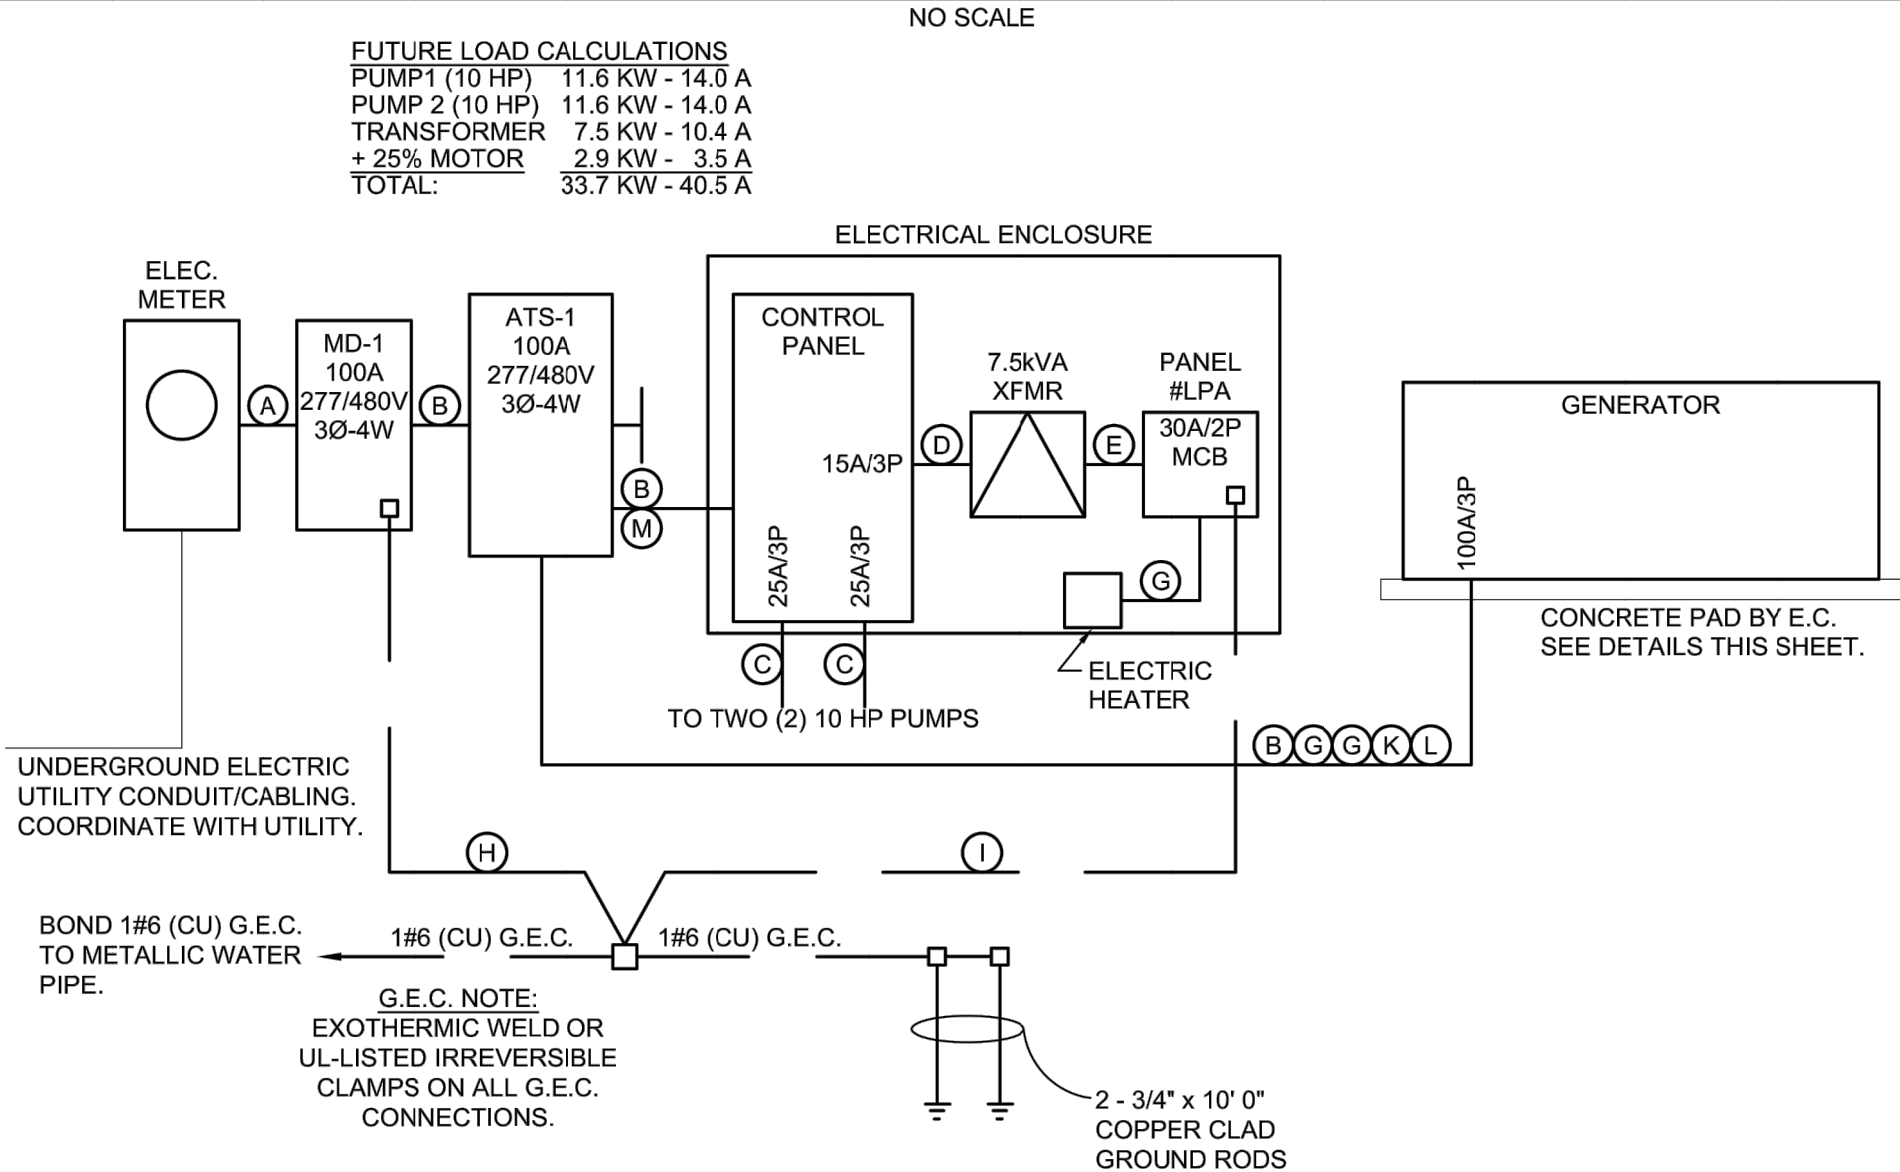 NO SCALE
FUTURE LOAD CALCULATIONS
PUMP1 (10 HP) 11.6 KW - 14.0 A
PUMP 2 (10 HP) 11.6 KW - 14.0 A
TRANSFORMER 7.5 KW - 10.4 A
+ 25% MOTOR 2.9 KW - 3.5 A
TOTAL: 33.7 KW - 40.5 A
ELECTRICAL ENCLOSURE
ELEC.
METER
A
MD-1
100A
277/480V
3Ø-4W
B
ATS-1
100A
277/480V
3Ø-4W
B
M
CONTROL
PANEL
15A/3P
25A/3P
25A/3P
D
7.5kVA
XFMR
E
PANEL
#LPA
30A/2P
MCB
G
ELECTRIC
HEATER
C
C
TO TWO (2) 10 HP PUMPS
GENERATOR
100A/3P
CONCRETE PAD BY E.C.
SEE DETAILS THIS SHEET.
B G G K L
UNDERGROUND ELECTRIC
UTILITY CONDUIT/CABLING.
COORDINATE WITH UTILITY.
H
I
BOND 1#6 (CU) G.E.C.
TO METALLIC WATER
PIPE.
1#6 (CU) G.E.C.
1#6 (CU) G.E.C.
G.E.C. NOTE:
EXOTHERMIC WELD OR
UL-LISTED IRREVERSIBLE
CLAMPS ON ALL G.E.C.
CONNECTIONS.
2 - 3/4" x 10' 0"
COPPER CLAD
GROUND RODS